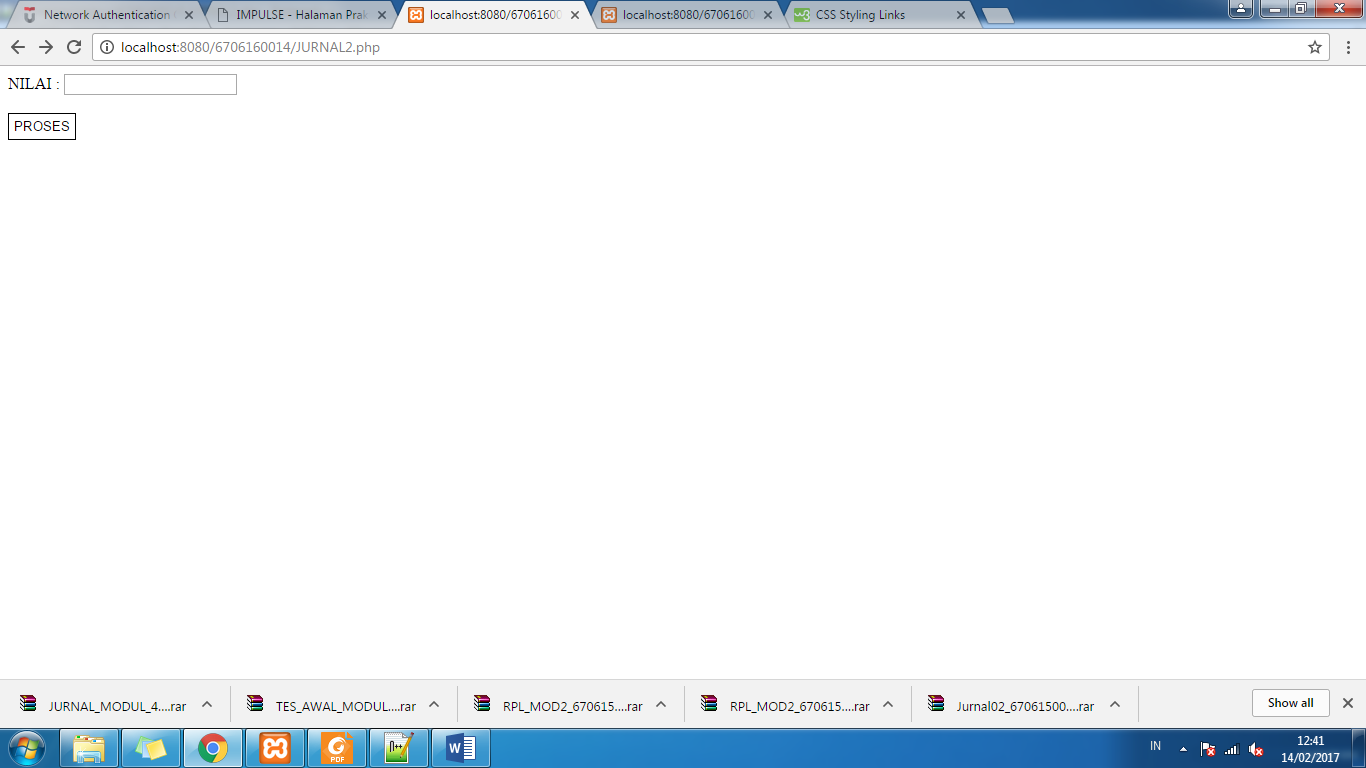 Network Authentication
IMPULSE - Halaman Prak
localhost:8080/67061600
localhost:8080/67061600
CSS Styling Links
localhost:8080/6706160014/JURNAL2.php
NILAI :
PROSES
JURNAL_MODUL_4....rar
TES_AWAL_MODUL....rar
RPL_MOD2_670615....rar
RPL_MOD2_670615....rar
Jurnal02_67061500....rar
Show all
PDF
IN
12:41
14/02/2017